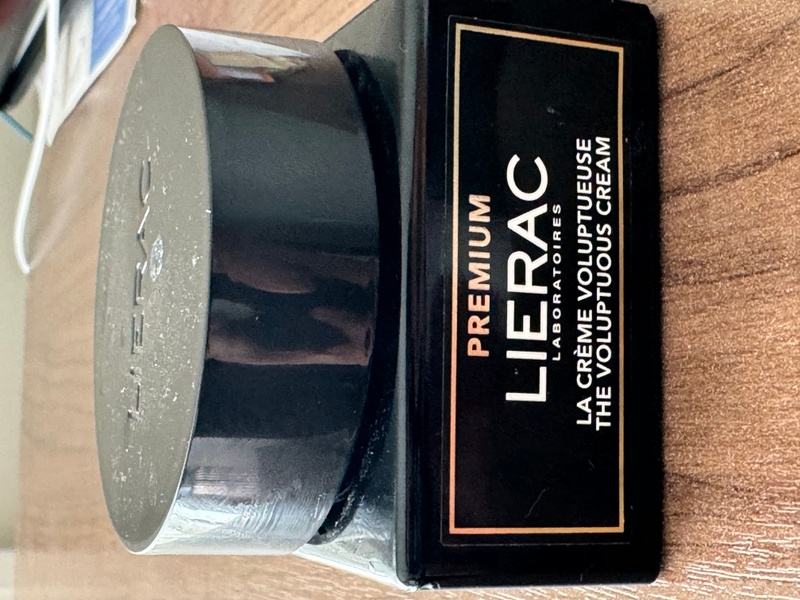 LIERAC
PREMIUM
LIERAC
LABORATOIRES
LA CRÈME VOLUPTUEUSE
THE VOLUPTUOUS CREAM